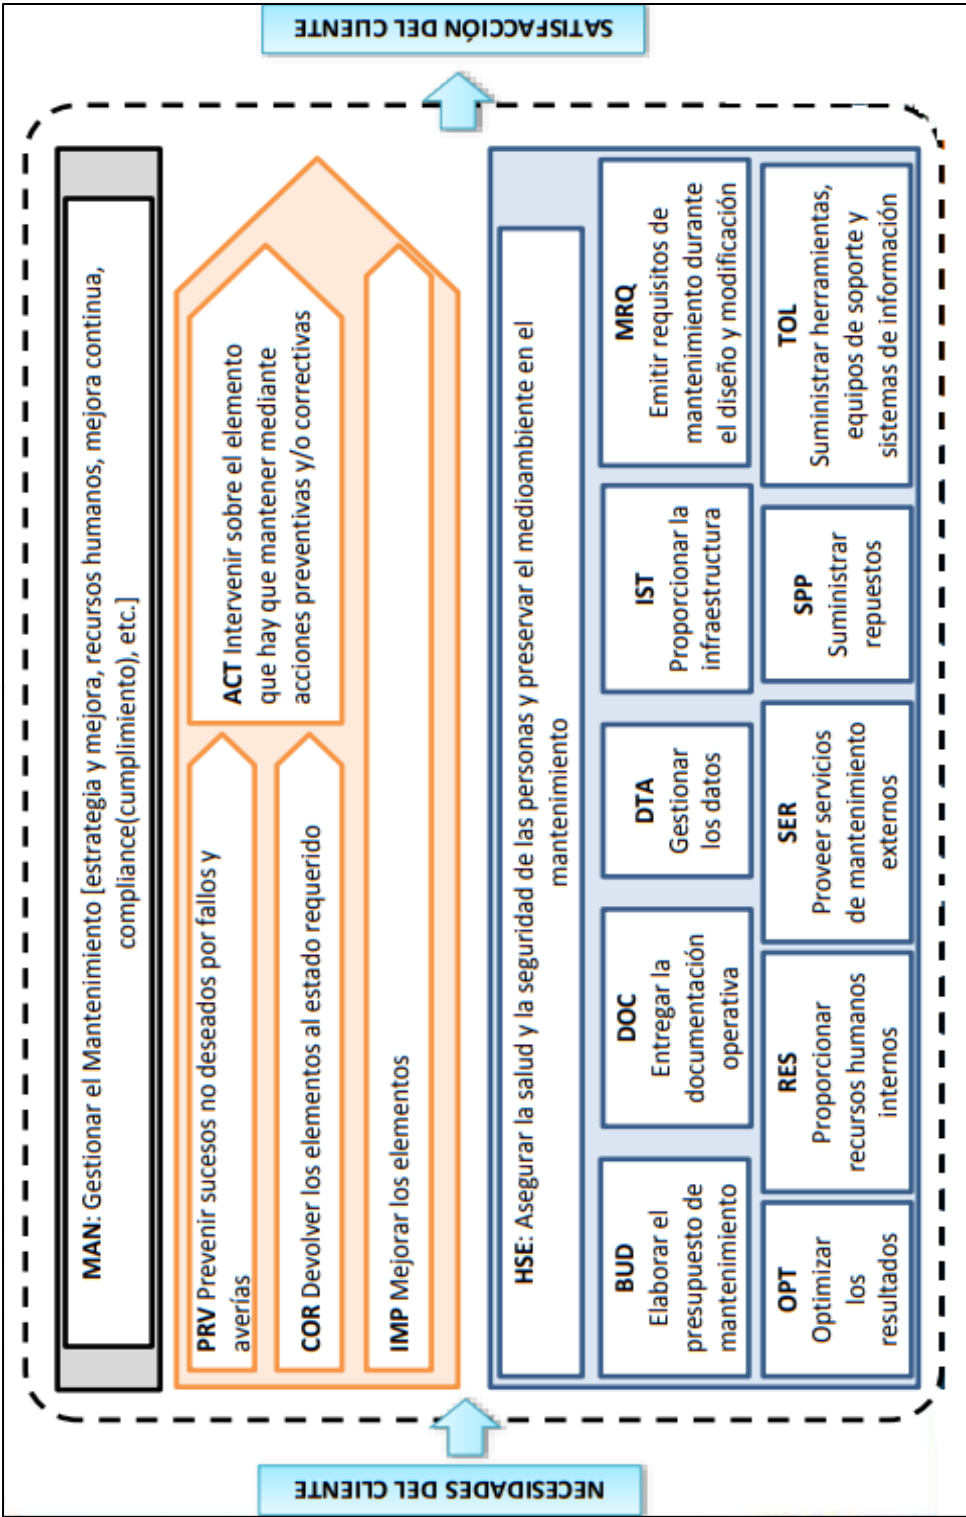 NECESIDADES DEL CLIENTE
MAN: Gestionar el Mantenimiento [estrategia y mejora, recursos humanos, mejora continua,
compliance(cumplimiento), etc.]
PRV Prevenir sucesos no deseados por fallos y
averías
COR Devolver los elementos al estado requerido
ACT Intervenir sobre el elemento
que hay que mantener mediante
acciones preventivas y/o correctivas
IMP Mejorar los elementos
HSE: Asegurar la salud y la seguridad de las personas y preservar el medioambiente en el
mantenimiento
BUD
Elaborar el
presupuesto de
mantenimiento
DOC
Entregar la
documentación
operativa
DTA
Gestionar
los datos
IST
Proporcionar la
infraestructura
MRQ
Emitir requisitos de
mantenimiento durante
el diseño y modificación
OPT
Optimizar
los
resultados
RES
Proporcionar
recursos humanos
internos
SER
Proveer servicios
de mantenimiento
externos
SPP
Suministrar
repuestos
TOL
Suministrar herramientas,
equipos de soporte y
sistemas de información
SATISFACCIÓN DEL CLIENTE